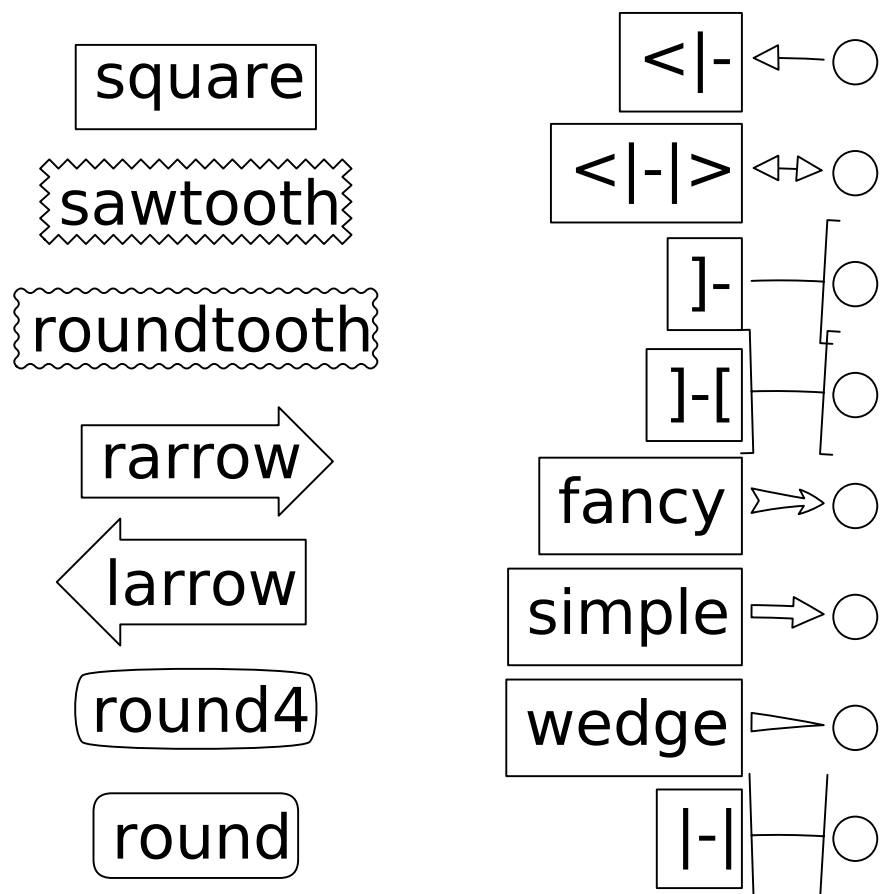 square
sawtooth
roundtooth
rarrow
larrow
round4
round
<|-
<|-|>
]-
]-[
fancy
simple
wedge
|-|